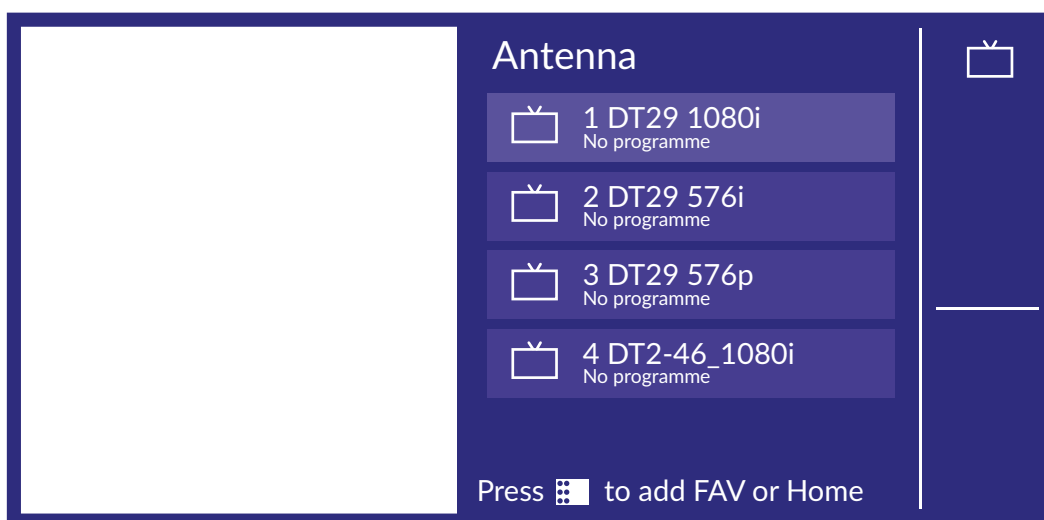 Antenna
1 DT29 1080i
No programme
2 DT29 576i
No programme
3 DT29 576p
No programme
4 DT2-46_1080i
No programme
Press to add FAV or Home